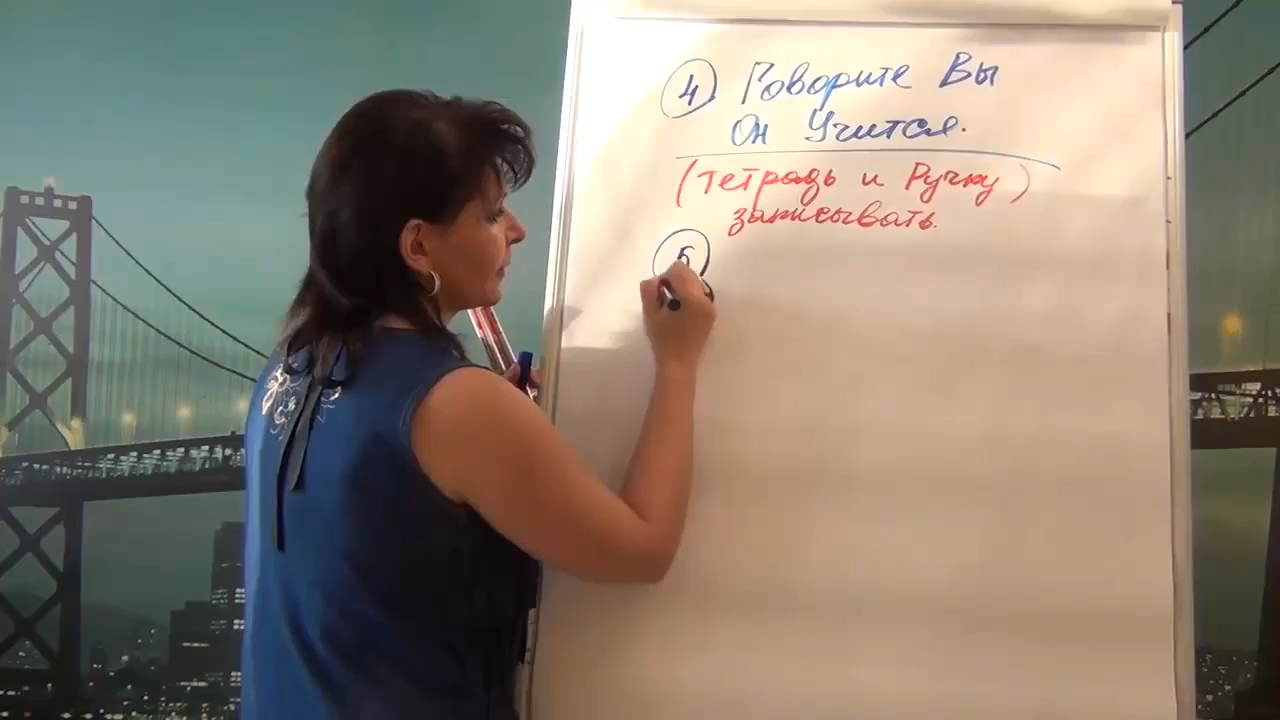 4 Говорите Вы
Он Учится.
(тетрадь и Ручку)
записывать.
5